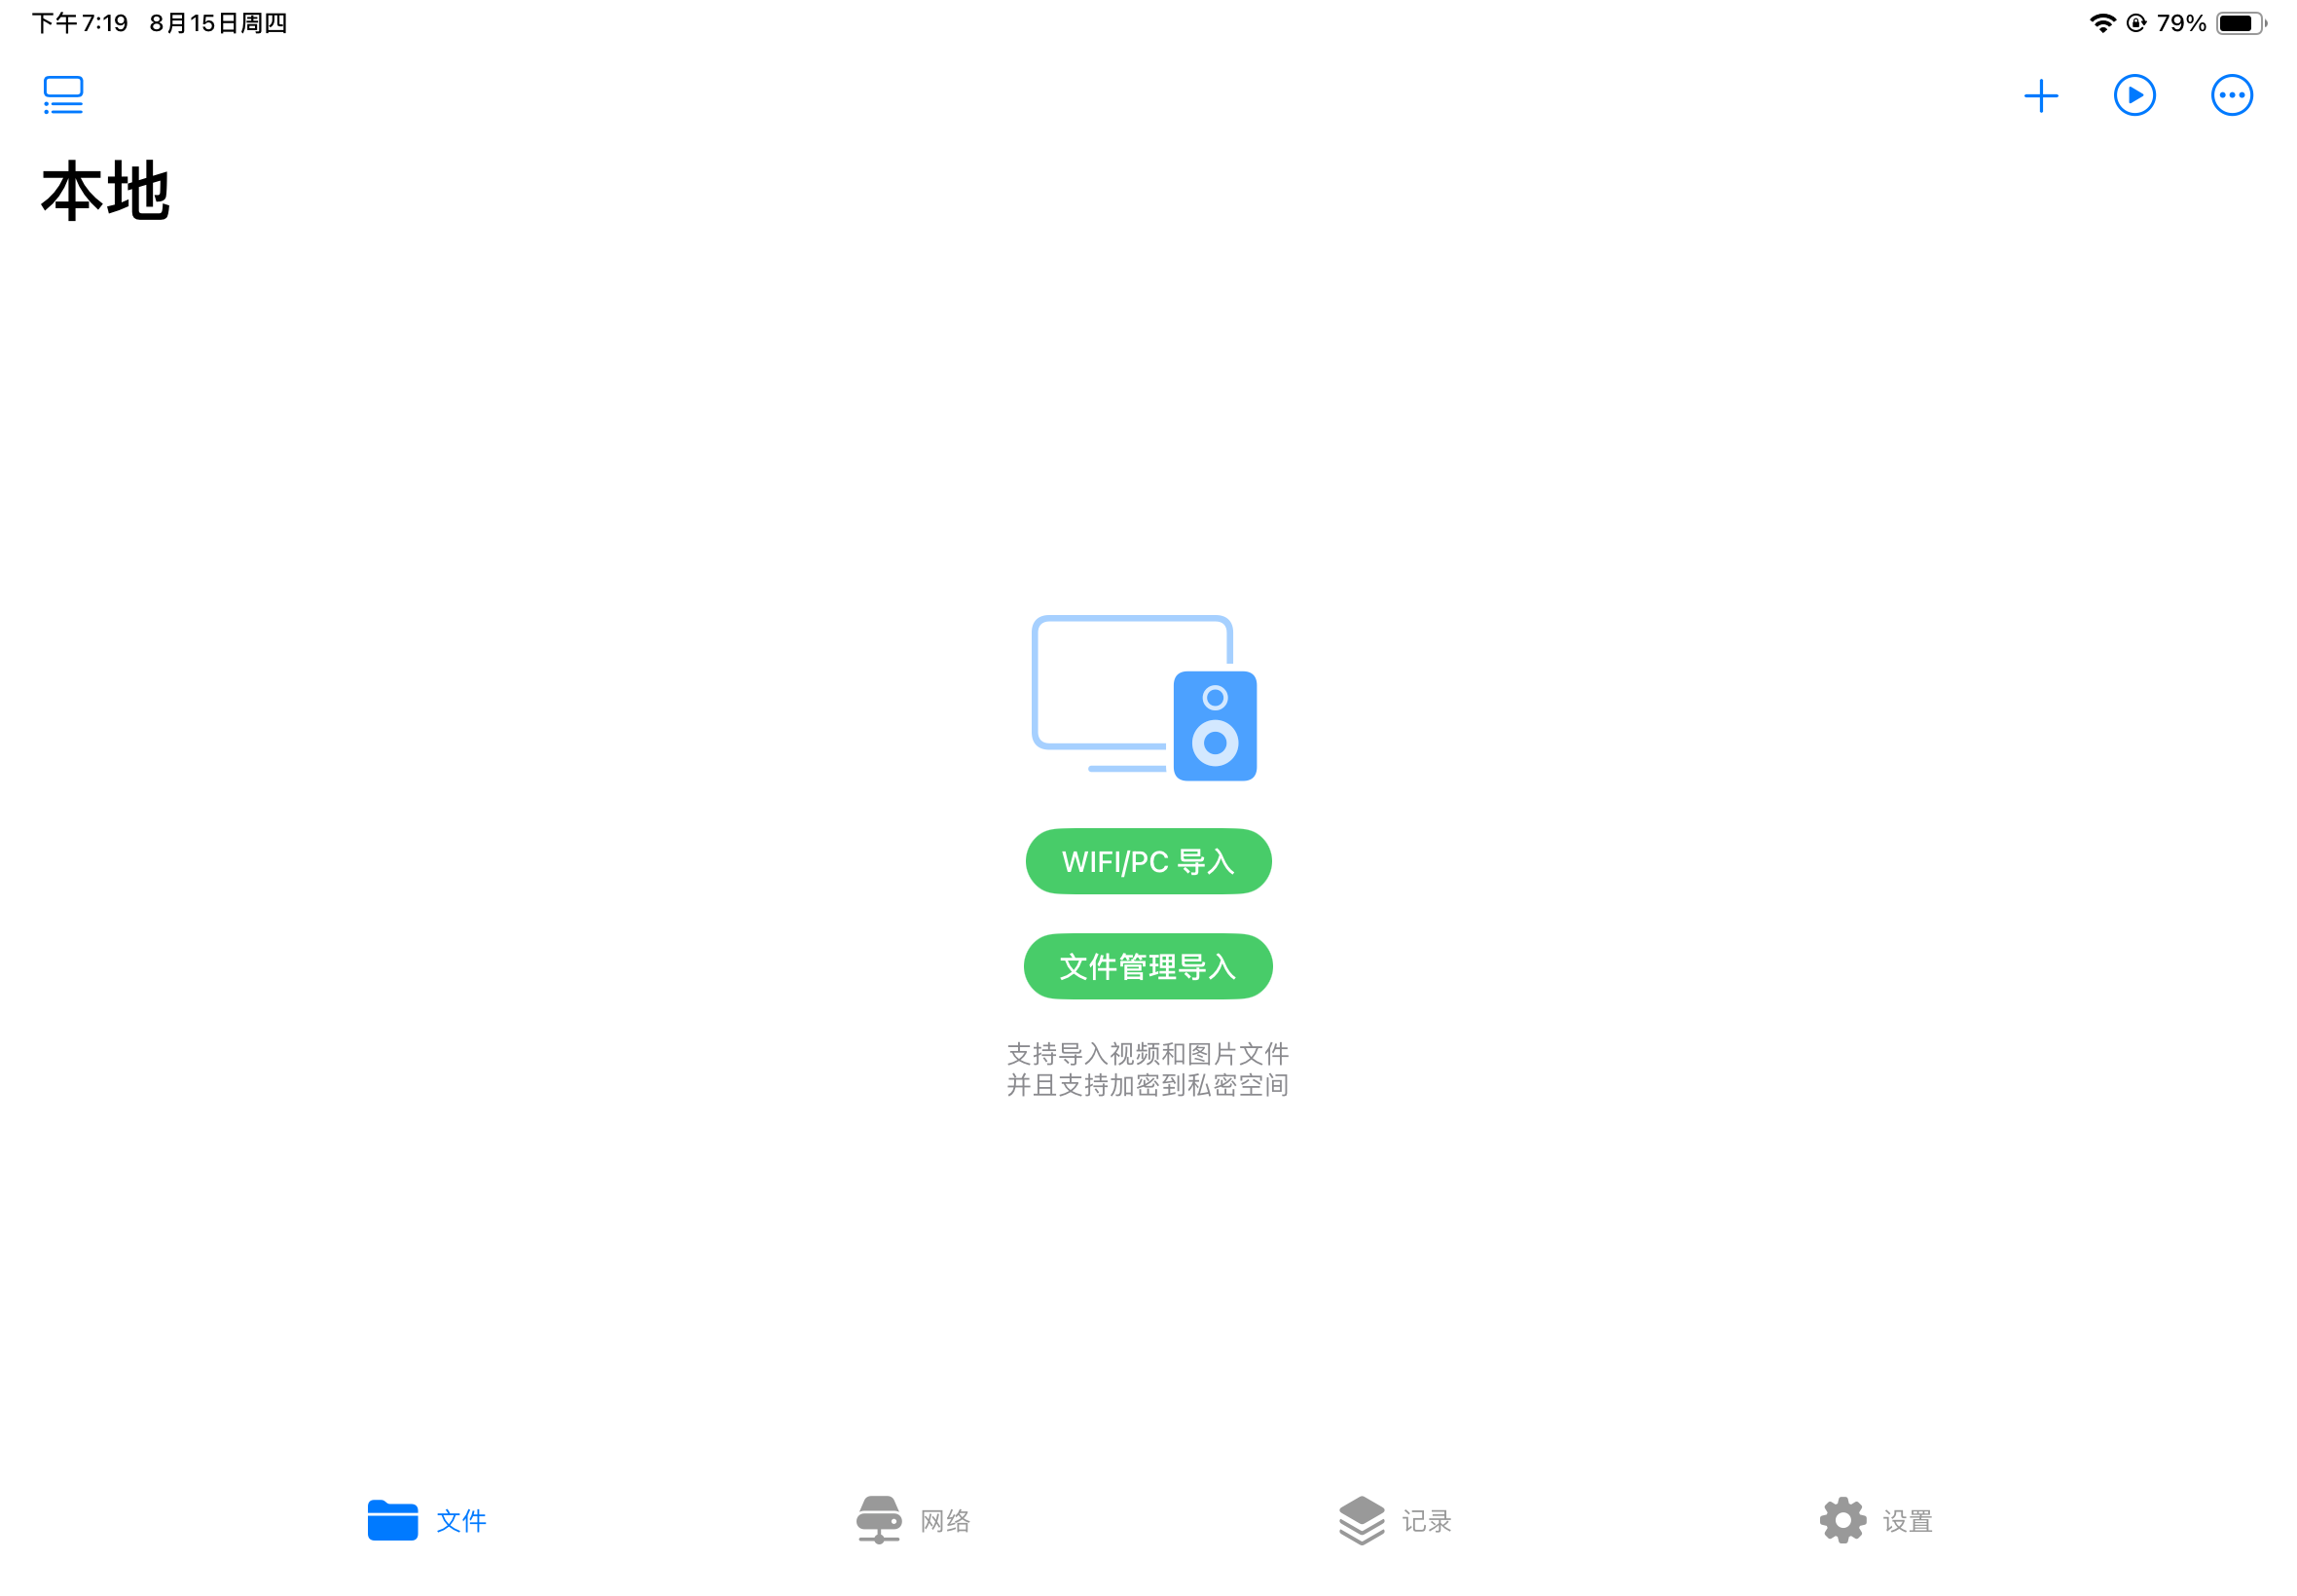 下午 7:19 8月15日周四
79%
本地
WIFI/PC 导入
文件管理导入
支持导入视频和图片文件
并且支持加密到私密空间
文件
网络
记录
设置